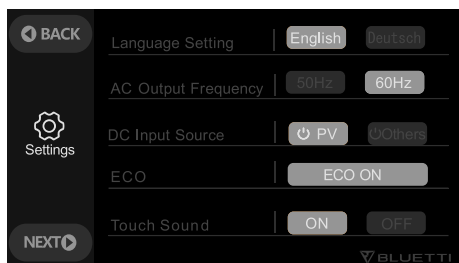 BACK
Language Setting English Deutsch
AC Output Frequency 50Hz 60Hz
Settings
DC Input Source PV Others
ECO ECO ON
Touch Sound ON OFF
NEXT
BLUETTI